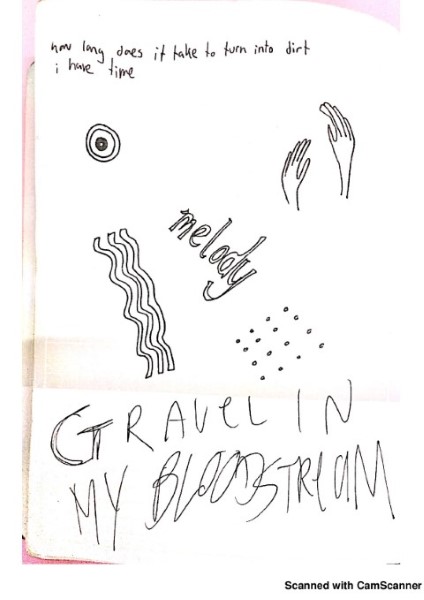 how long does it take to turn into dirt
i have time
melody
GRAVEL IN
MY BLOODSTREAM
Scanned with CamScanner